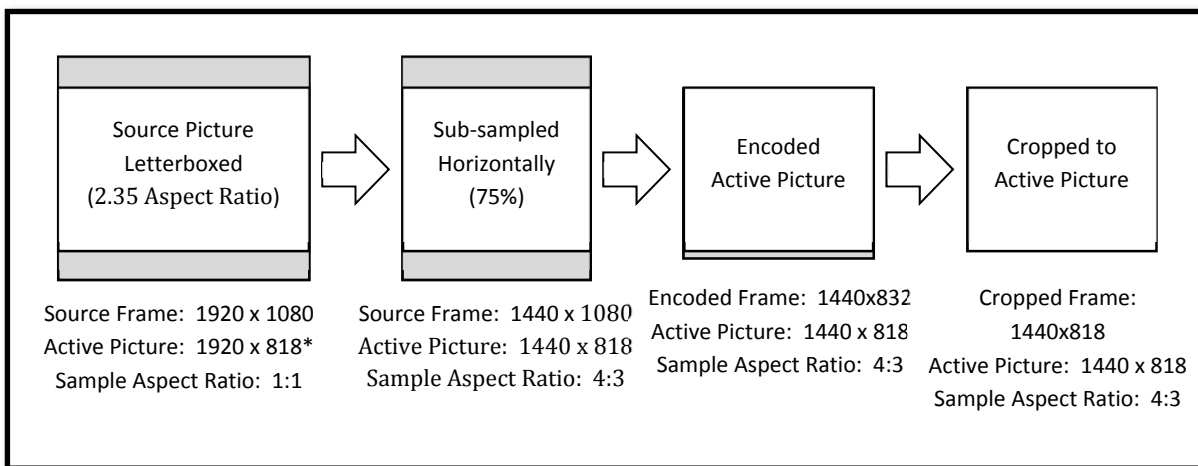 Source Picture
Letterboxed
(2.35 Aspect Ratio)
Sub-sampled
Horizontally
(75%)
Encoded
Active Picture
Cropped to
Active Picture
Source Frame: 1920 x 1080
Active Picture: 1920 x 818*
Sample Aspect Ratio: 1:1
Source Frame: 1440 x 1080
Active Picture: 1440 x 818
Sample Aspect Ratio: 4:3
Encoded Frame: 1440x832
Active Picture: 1440 x 818
Sample Aspect Ratio: 4:3
Cropped Frame:
1440x818
Active Picture: 1440 x 818
Sample Aspect Ratio: 4:3